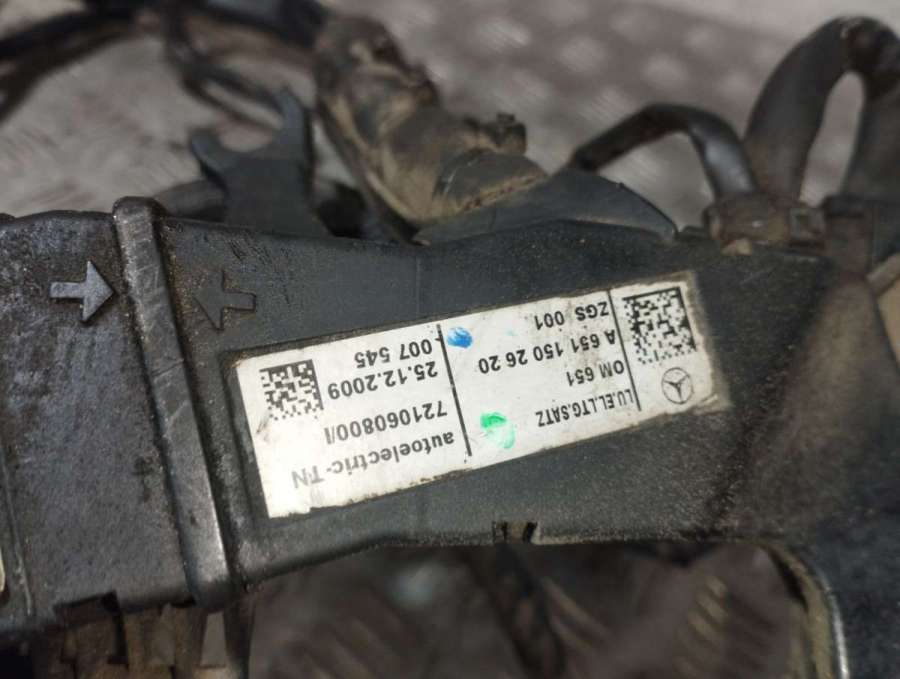 LU.EL.LTG.SATZ
OM 651
A 651 150 26 20
ZGS 001
autoelectric-TN
721060800/I
25.12.2009
007 545